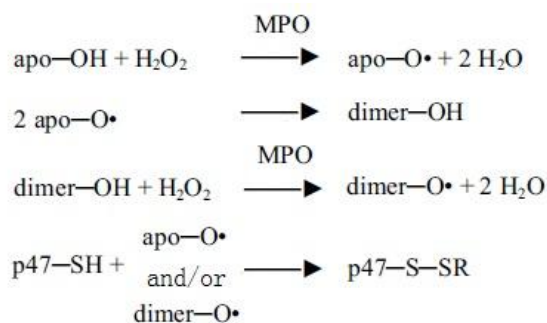 MPO
apo—OH + H₂O₂ ⟶ apo—O• + 2 H₂O
2 apo—O• ⟶ dimer—OH
MPO
dimer—OH + H₂O₂ ⟶ dimer—O• + 2 H₂O
apo—O•
p47—SH + and/or ⟶ p47—S—SR
dimer—O•